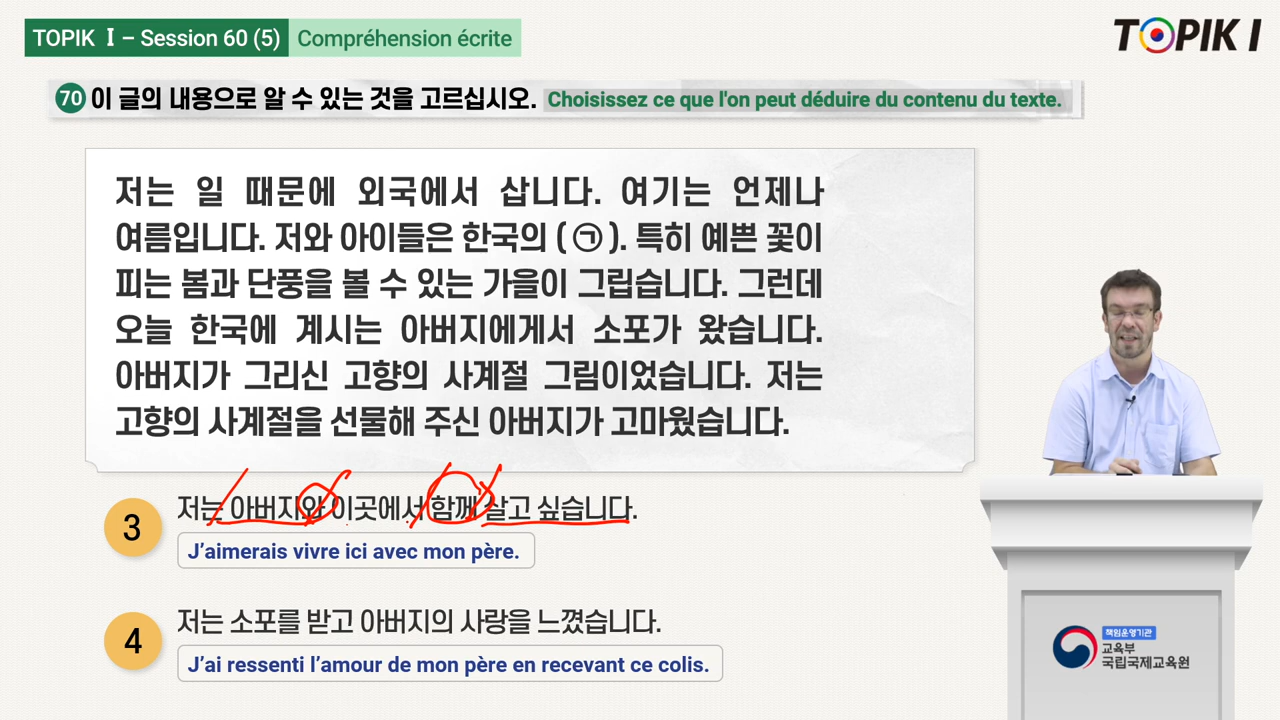 TOPIK Ⅰ – Session 60 (5) Compréhension écrite
TOPIK I
70 이 글의 내용으로 알 수 있는 것을 고르십시오. Choisissez ce que l'on peut déduire du contenu du texte.
저는 일 때문에 외국에서 삽니다. 여기는 언제나
여름입니다. 저와 아이들은 한국의 ( ㉠ ). 특히 예쁜 꽃이
피는 봄과 단풍을 볼 수 있는 가을이 그립습니다. 그런데
오늘 한국에 계시는 아버지에게서 소포가 왔습니다.
아버지가 그리신 고향의 사계절 그림이었습니다. 저는
고향의 사계절을 선물해 주신 아버지가 고마웠습니다.
3 저는 아버지와 이곳에서 함께 살고 싶습니다.
J'aimerais vivre ici avec mon père.
4 저는 소포를 받고 아버지의 사랑을 느꼈습니다.
J'ai ressenti l'amour de mon père en recevant ce colis.
책임운영기관
교육부
국립국제교육원